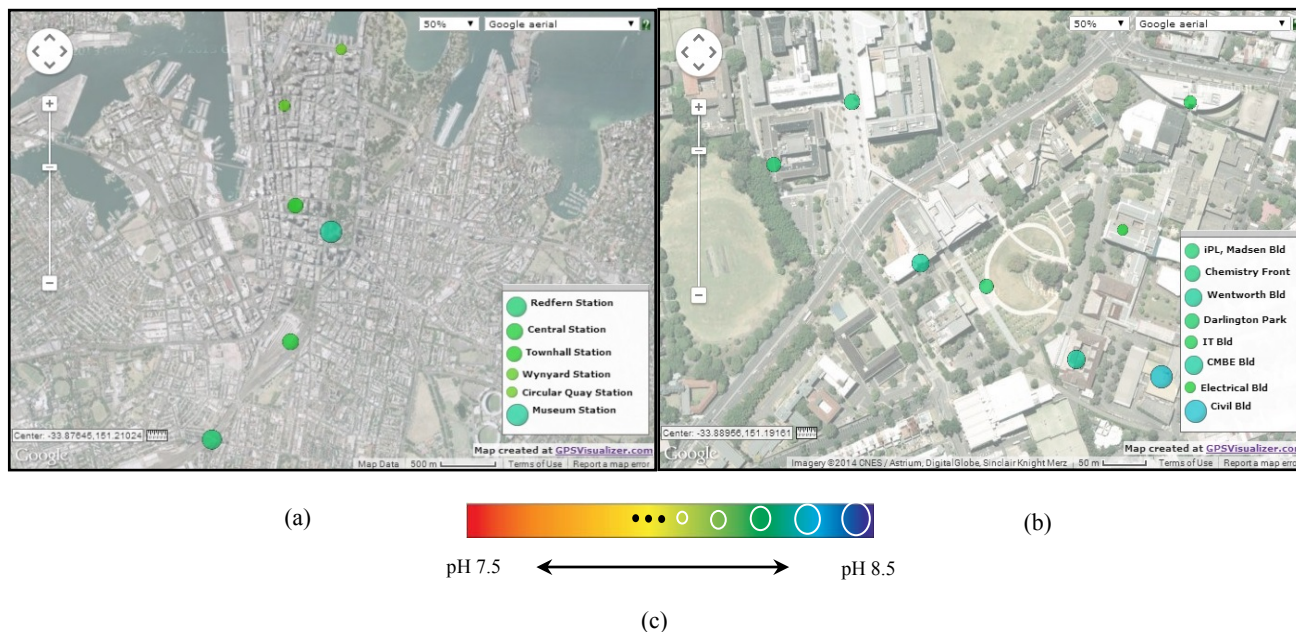 50% ▼ Google aerial ▼ ?
+
−
−
Redfern Station
Central Station
Townhall Station
Wynyard Station
Circular Quay Station
Museum Station
Center: -33.87645,151.21024
Google
Map created at GPSVisualizer.com
Map Data 500 m Terms of Use Report a map error
50% ▼ Google aerial ▼
+
−
−
iPL, Madsen Bld
Chemistry Front
Wentworth Bld
Darlington Park
IT Bld
CMBE Bld
Electrical Bld
Civil Bld
Center: -33.88956,151.19161
Google
Map created at GPSVisualizer.com
Imagery ©2014 CNES / Astrium, DigitalGlobe, Sinclair Knight Merz 50 m Terms of Use Report a map error
(a)
(b)
pH 7.5
pH 8.5
(c)